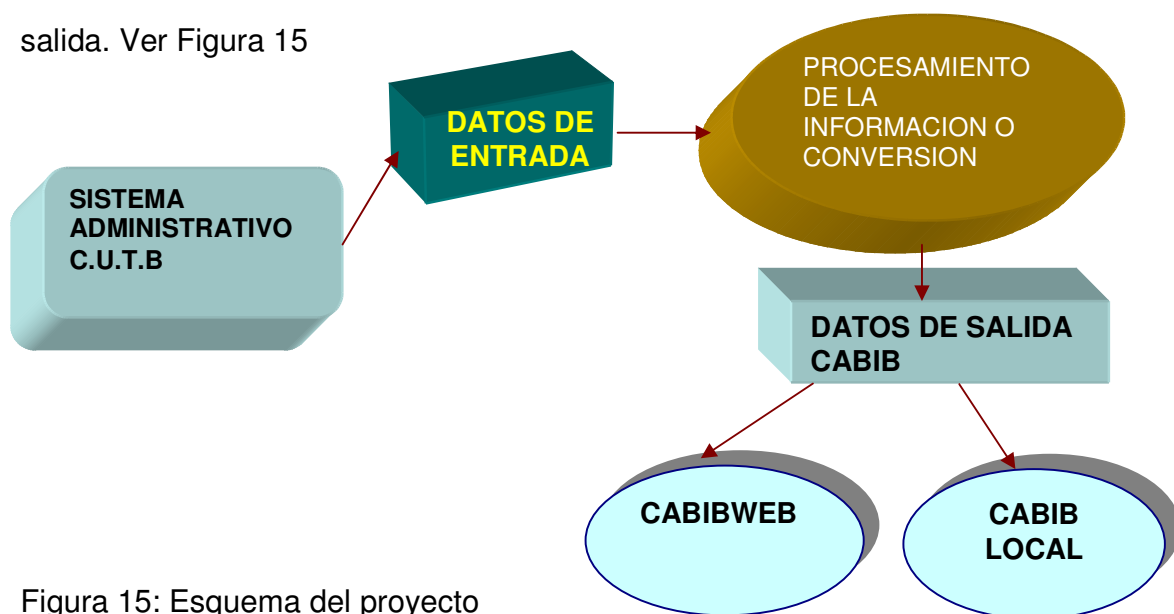 salida. Ver Figura 15
SISTEMA
ADMINISTRATIVO
C.U.T.B
DATOS DE
ENTRADA
PROCESAMIENTO
DE LA
INFORMACION O
CONVERSION
DATOS DE SALIDA
CABIB
CABIBWEB
CABIB
LOCAL
Figura 15: Esquema del proyecto